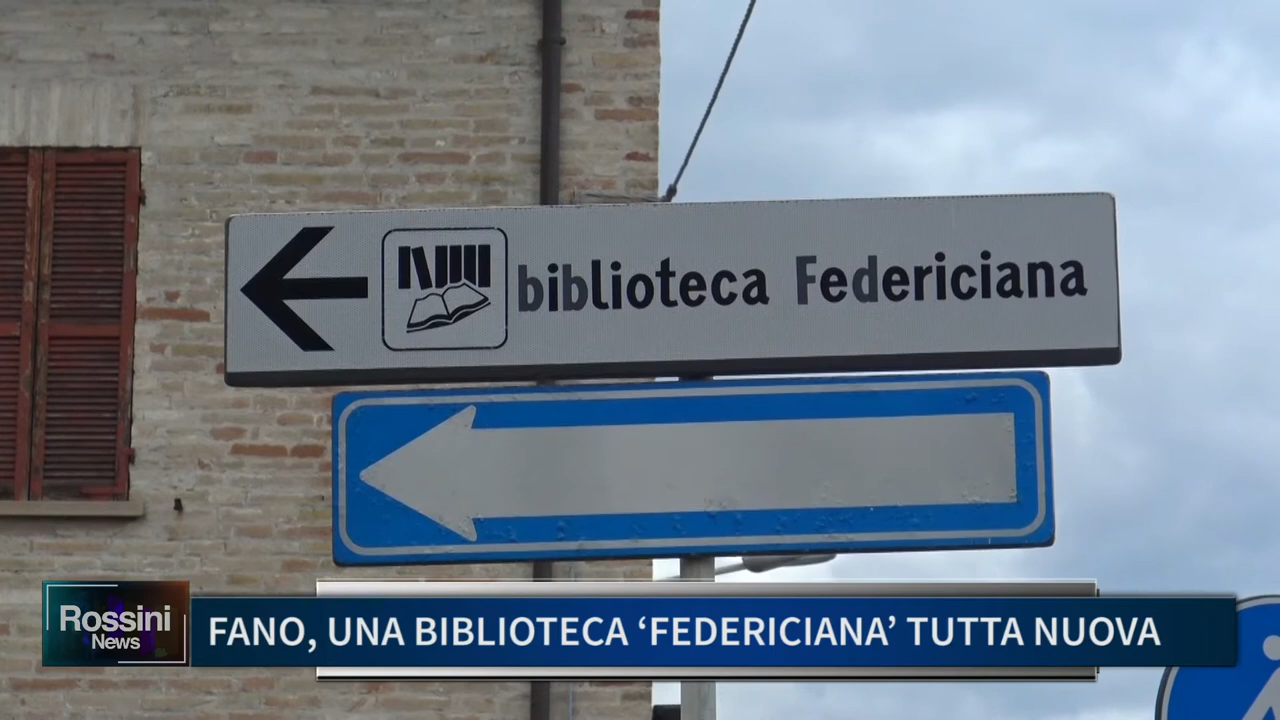 biblioteca Federiciana
Rossini
News
FANO, UNA BIBLIOTECA ‘FEDERICIANA’ TUTTA NUOVA